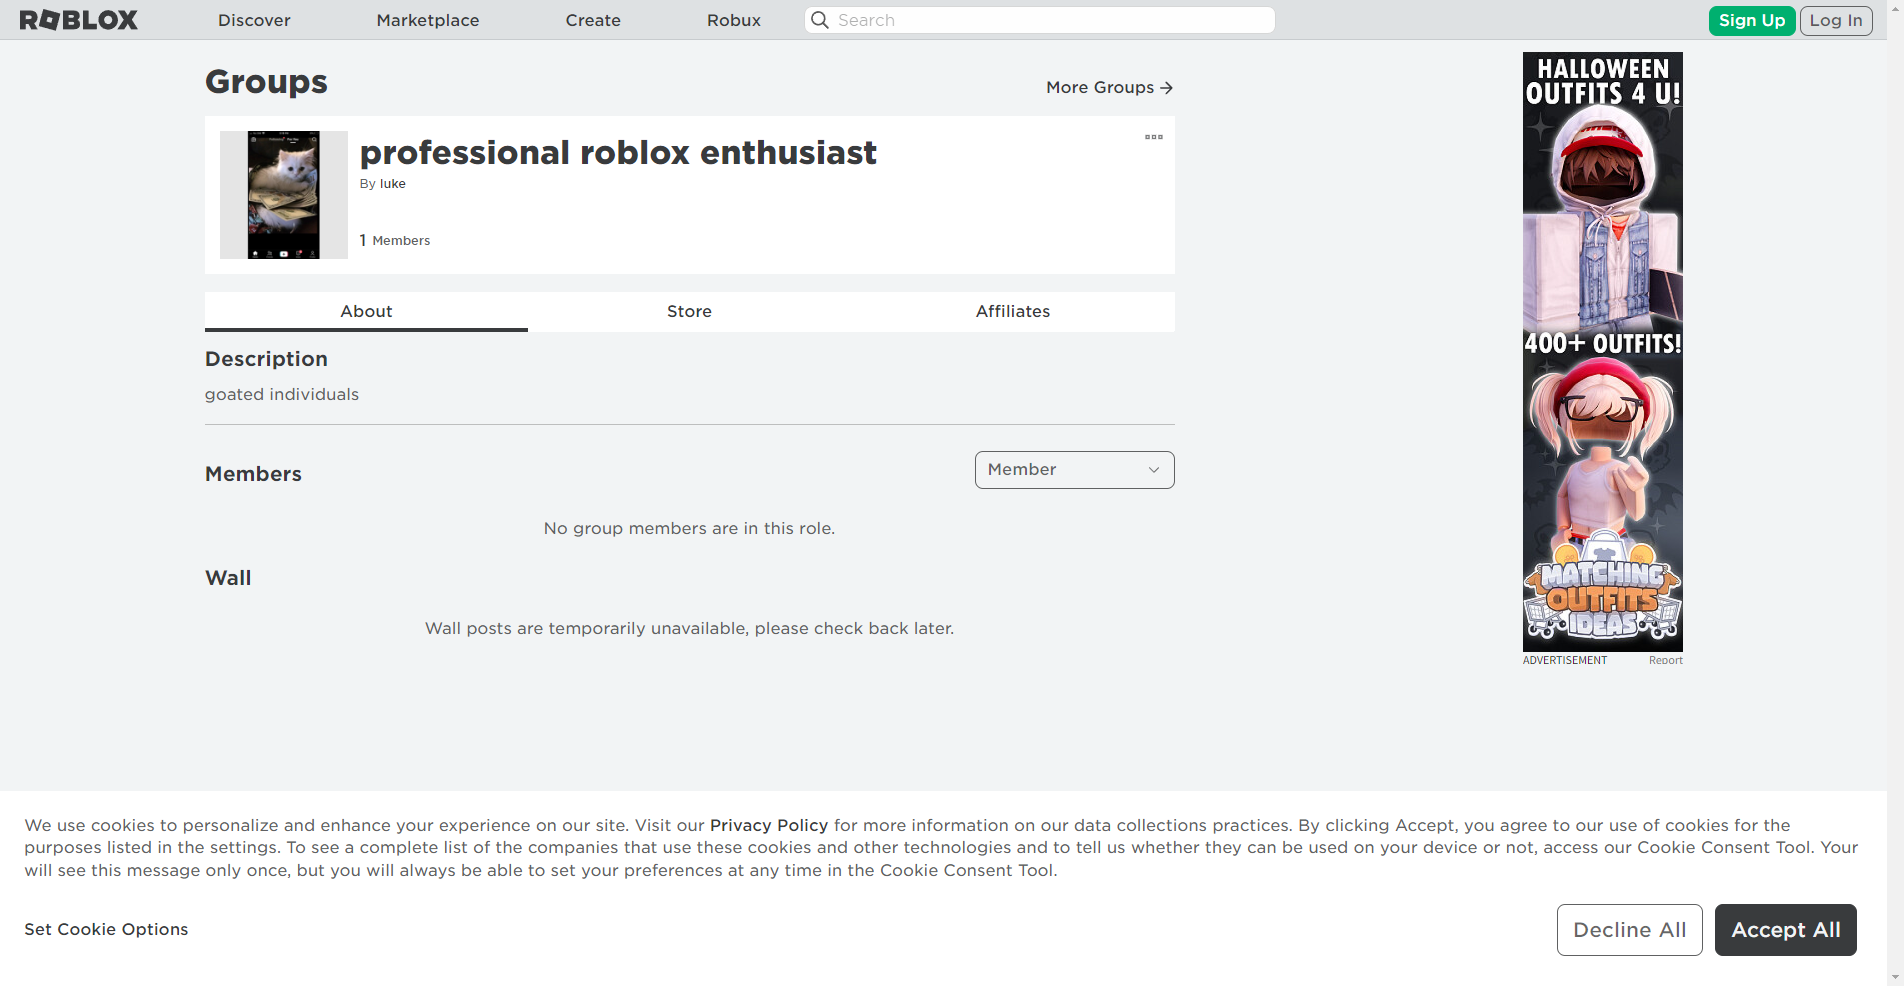 ROBLOX
Discover
Marketplace
Create
Robux
Search
Sign Up
Log In
Groups
More Groups
professional roblox enthusiast
By luke
1 Members
About
Store
Affiliates
Description
goated individuals
Members
Member
No group members are in this role.
Wall
Wall posts are temporarily unavailable, please check back later.
HALLOWEEN
OUTFITS 4 U!
400+ OUTFITS!
MATCHING
OUTFITS
IDEAS
ADVERTISEMENT
Report
We use cookies to personalize and enhance your experience on our site. Visit our Privacy Policy for more information on our data collections practices. By clicking Accept, you agree to our use of cookies for the
purposes listed in the settings. To see a complete list of the companies that use these cookies and other technologies and to tell us whether they can be used on your device or not, access our Cookie Consent Tool. Your
will see this message only once, but you will always be able to set your preferences at any time in the Cookie Consent Tool.
Set Cookie Options
Decline All
Accept All